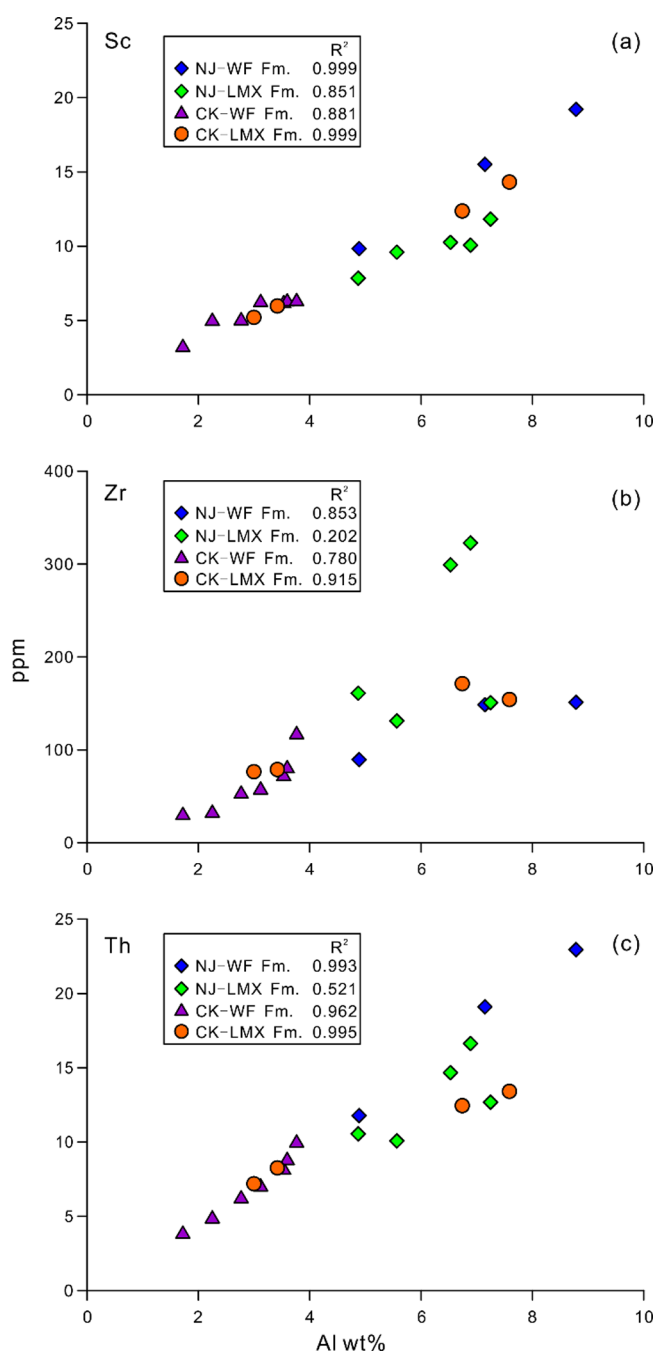 Sc
(a)
R²
NJ-WF Fm. 0.999
NJ-LMX Fm. 0.851
CK-WF Fm. 0.881
CK-LMX Fm. 0.999
25
20
15
10
5
0
0 2 4 6 8 10
Zr
(b)
R²
NJ-WF Fm. 0.853
NJ-LMX Fm. 0.202
CK-WF Fm. 0.780
CK-LMX Fm. 0.915
400
300
200
100
0
ppm
0 2 4 6 8 10
Th
(c)
R²
NJ-WF Fm. 0.993
NJ-LMX Fm. 0.521
CK-WF Fm. 0.962
CK-LMX Fm. 0.995
25
20
15
10
5
0
0 2 4 6 8 10
Al wt%